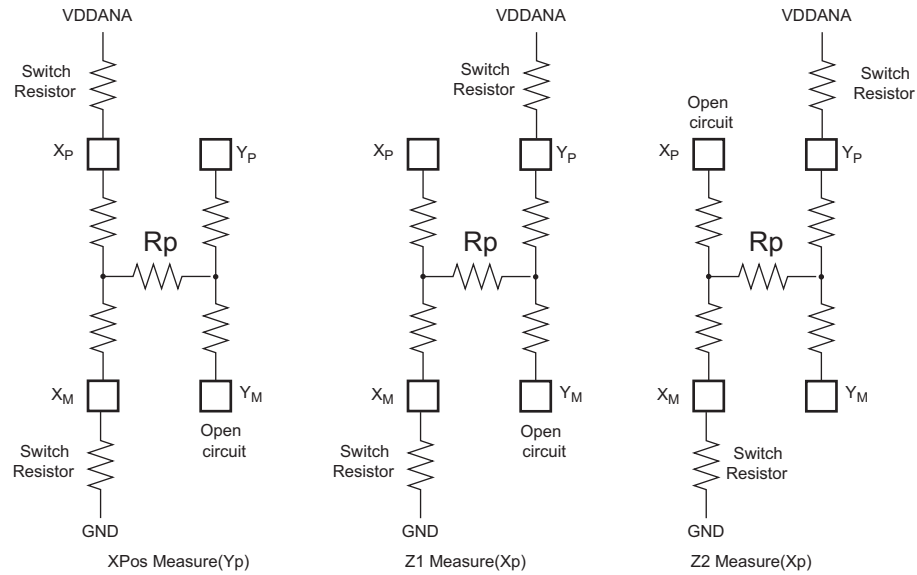 VDDANA
Switch
Resistor
XP
YP
Rp
XM
YM
Open
circuit
Switch
Resistor
GND
XPos Measure(Yp)
VDDANA
Switch
Resistor
XP
YP
Rp
XM
YM
Open
circuit
Switch
Resistor
GND
Z1 Measure(Xp)
VDDANA
Switch
Resistor
Open
circuit
XP
YP
Rp
XM
YM
Switch
Resistor
GND
Z2 Measure(Xp)